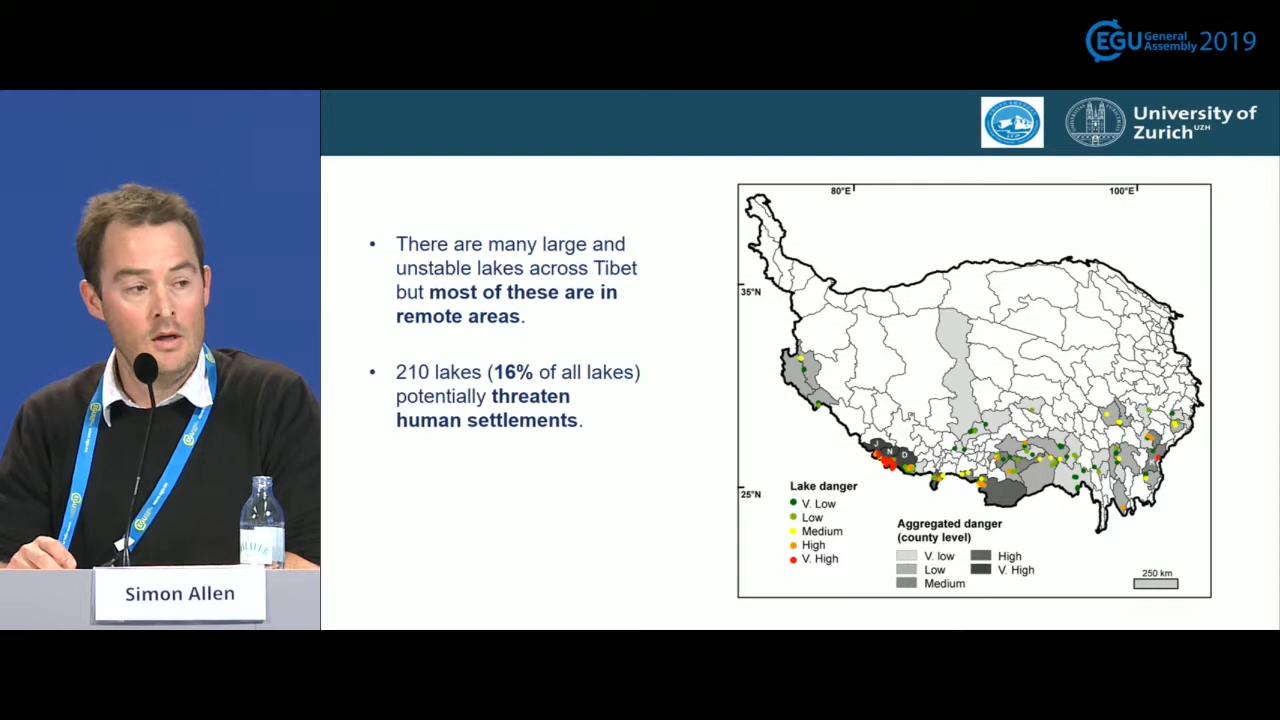 EGU General Assembly 2019
University of
Zurich UZH
• There are many large and
unstable lakes across Tibet
but most of these are in
remote areas.
• 210 lakes (16% of all lakes)
potentially threaten
human settlements.
80°E
100°E
35°N
25°N
J
N
D
Lake danger
V. Low
Low
Medium
High
V. High
Aggregated danger
(county level)
V. low
Low
Medium
High
V. High
250 km
Simon Allen